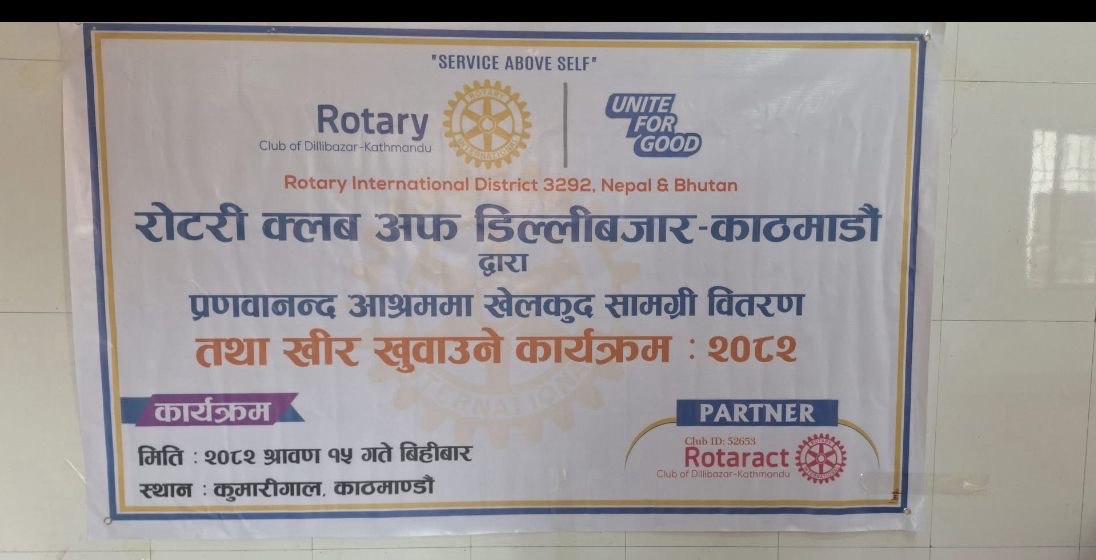 "SERVICE ABOVE SELF"
Rotary
Club of Dillibazar-Kathmandu
ROTARY
INTERNATIONAL
UNITE
FOR
GOOD
Rotary International District 3292, Nepal & Bhutan
रोटरी क्लब अफ डिल्लीबजार-काठमाडौं
द्वारा
प्रणवानन्द आश्रममा खेलकुद सामग्री वितरण
तथा खीर खुवाउने कार्यक्रम : २०८२
कार्यक्रम
मिति : २०८२ श्रावण १५ गते बिहीबार
स्थान : कुमारीगाल, काठमाण्डौ
PARTNER
Club ID: 52653
Rotaract
Club of Dillibazar-Kathmandu